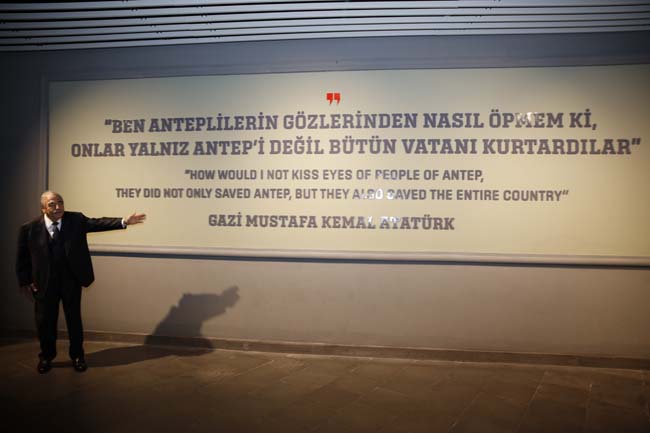 "BEN ANTEPLİLERİN GÖZLERİNDEN NASIL ÖPMEM Kİ,
ONLAR YALNIZ ANTEP'İ DEĞİL BÜTÜN VATANI KURTARDILAR"
"HOW WOULD I NOT KISS EYES OF PEOPLE OF ANTEP,
THEY DID NOT ONLY SAVED ANTEP, BUT THEY ALSO SAVED THE ENTIRE COUNTRY"
GAZİ MUSTAFA KEMAL ATATÜRK